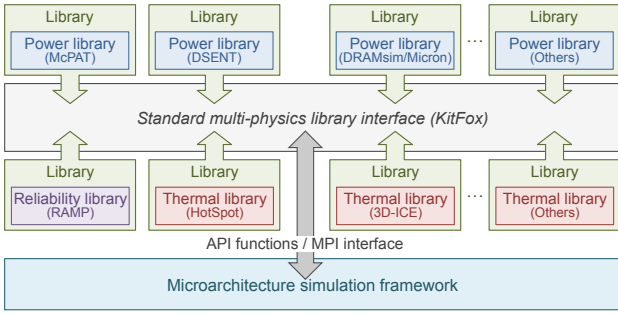 Library Library Library Library
Power library Power library Power library ... Power library
(McPAT) (DSENT) (DRAMsim/Micron) (Others)
Standard multi-physics library interface (KitFox)
Library Library Library Library
Reliability library Thermal library Thermal library ... Thermal library
(RAMP) (HotSpot) (3D-ICE) (Others)
API functions / MPI interface
Microarchitecture simulation framework